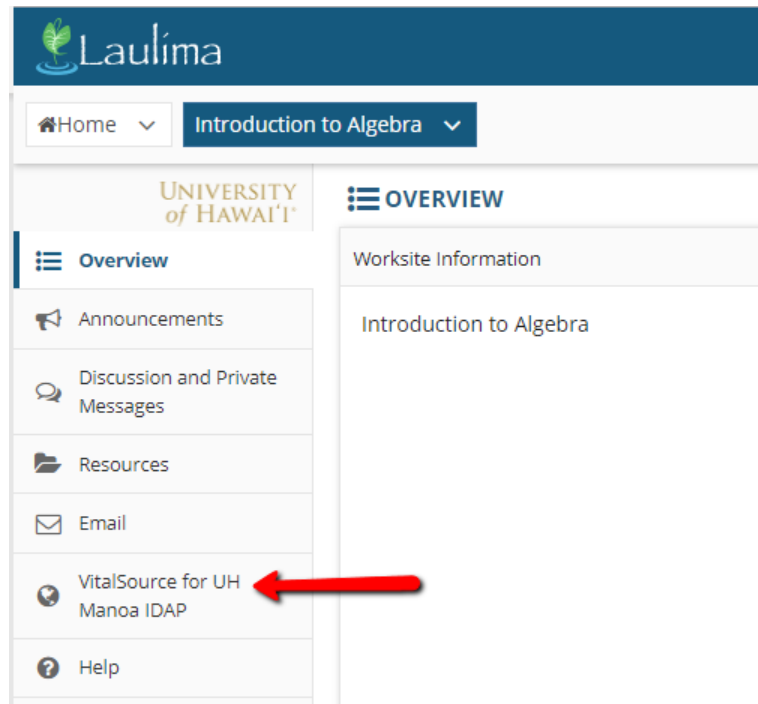 Laulima
Home
Introduction to Algebra
UNIVERSITY
of HAWAI‘I®
Overview
Announcements
Discussion and Private
Messages
Resources
Email
VitalSource for UH
Manoa IDAP
Help
OVERVIEW
Worksite Information
Introduction to Algebra